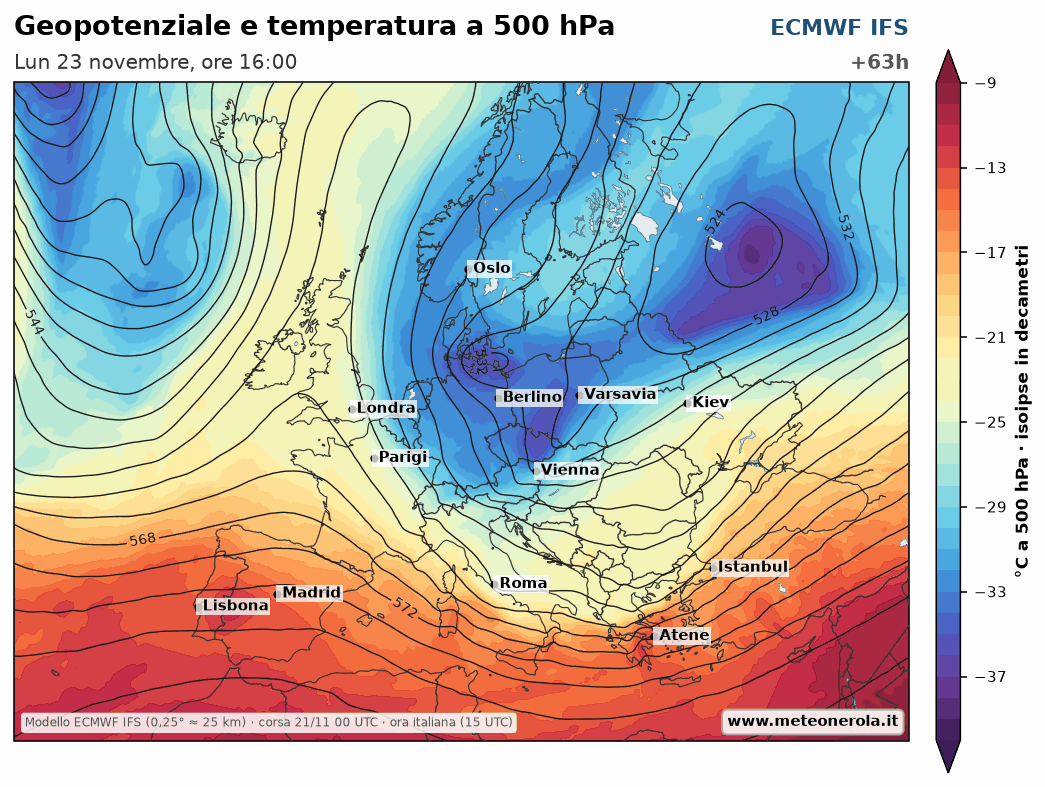 Geopotenziale e temperatura a 500 hPa
ECMWF IFS
Lun 23 novembre, ore 16:00
+63h
−9
−13
−17
−21
−25
−29
−33
−37
°C a 500 hPa · isoipse in decametri
524
532
528
544
532
568
572
Oslo
Berlino
Varsavia
Kiev
Londra
Parigi
Vienna
Roma
Istanbul
Madrid
Lisbona
Atene
Modello ECMWF IFS (0,25° ≈ 25 km) · corsa 21/11 00 UTC · ora italiana (15 UTC)
www.meteonerola.it